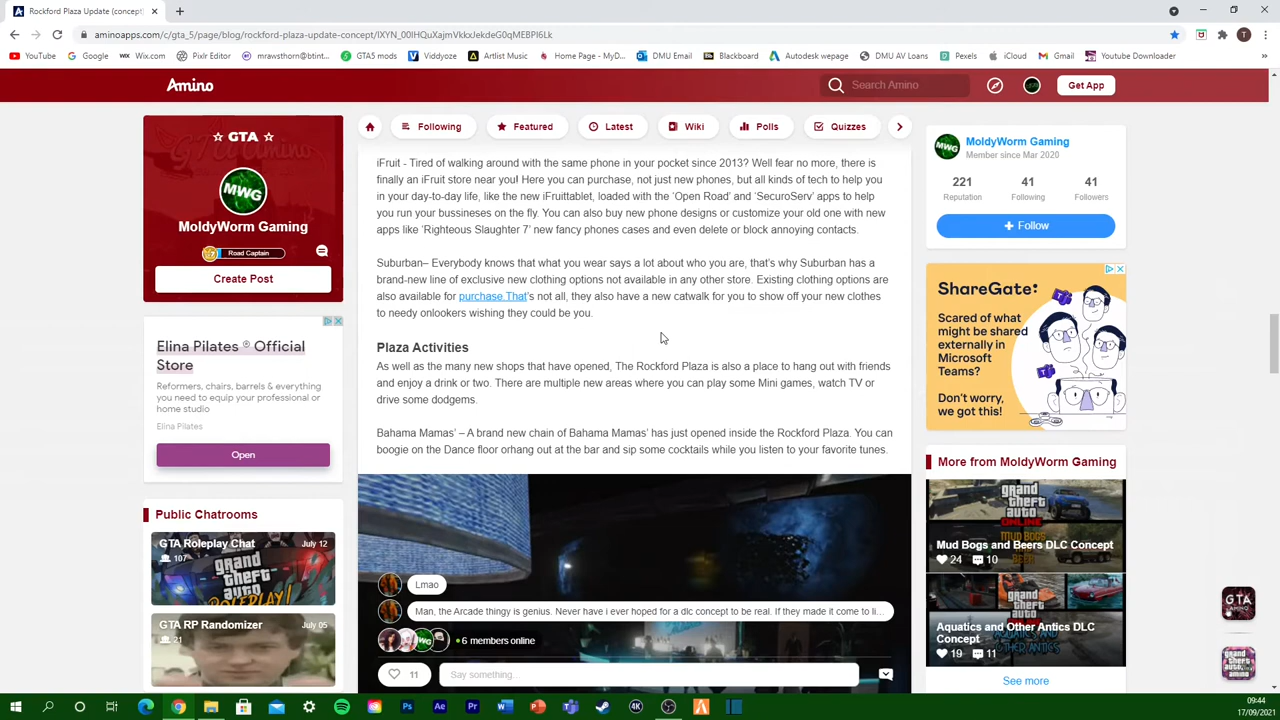 Rockford Plaza Update (concept)
aminoapps.com/c/gta_5/page/blog/rockford-plaza-update-concept/
YouTube Google Wix.com Pixlr Editor mrawsthorn@btint... GTA5 mods Viddyoze Artlist Music Home Page - MyD... DMU Email Blackboard Autodesk wepage DMU AV Loans Pexels iCloud Gmail Youtube Downloader
Amino
Search Amino
Get App
Following Featured Latest Wiki Polls Quizzes
☆ GTA ☆
MWG
MoldyWorm Gaming
Road Captain
Create Post
Elina Pilates ® Official
Store
Reformers, chairs, barrels & everything
you need to equip your professional or
home studio
Elina Pilates
Open
Public Chatrooms
GTA Roleplay Chat July 12
107
GTA RP Randomizer July 05
21
iFruit - Tired of walking around with the same phone in your pocket since 2013? Well fear no more, there is
finally an iFruit store near you! Here you can purchase, not just new phones, but all kinds of tech to help you
in your day-to-day life, like the new iFruittablet, loaded with the 'Open Road' and 'SecuroServ' apps to help
you run your bussineses on the fly. You can also buy new phone designs or customize your old one with new
apps like 'Righteous Slaughter 7' new fancy phones cases and even delete or block annoying contacts.
Suburban– Everybody knows that what you wear says a lot about who you are, that's why Suburban has a
brand-new line of exclusive new clothing options not available in any other store. Existing clothing options are
also available for purchase That's not all, they also have a new catwalk for you to show off your new clothes
to needy onlookers wishing they could be you.
Plaza Activities
As well as the many new shops that have opened, The Rockford Plaza is also a place to hang out with friends
and enjoy a drink or two. There are multiple new areas where you can play some Mini games, watch TV or
drive some dodgems.
Bahama Mamas' – A brand new chain of Bahama Mamas' has just opened inside the Rockford Plaza. You can
boogie on the Dance floor orhang out at the bar and sip some cocktails while you listen to your favorite tunes.
Lmao
Man, the Arcade thingy is genius. Never have i ever hoped for a dlc concept to be real. If they made it come to li...
6 members online
11
Say something...
MWG
MoldyWorm Gaming
Member since Mar 2020
221 41 41
Reputation Following Followers
+ Follow
ShareGate:
Scared of what
might be shared
externally in
Microsoft
Teams?
Don't worry,
we got this!
More from MoldyWorm Gaming
Mud Bogs and Beers DLC Concept
24 10
Aquatics and Other Antics DLC
Concept
19 11
See more
GTA
AMINO
09:44
17/09/2021